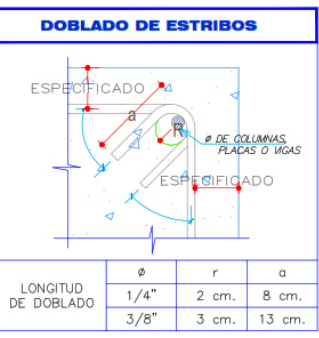 DOBLADO DE ESTRIBOS
ESPECIFICADO
a
R
ø DE COLUMNAS,
PLACAS O VIGAS
ESPECIFICADO
LONGITUD
DE DOBLADO
ø r a
1/4" 2 cm. 8 cm.
3/8" 3 cm. 13 cm.